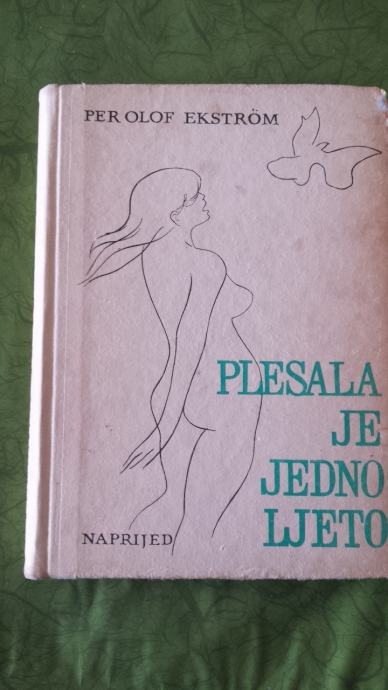 PER OLOF EKSTRÖM
PLESALA
JE
JEDNO
LJETO
NAPRIJED